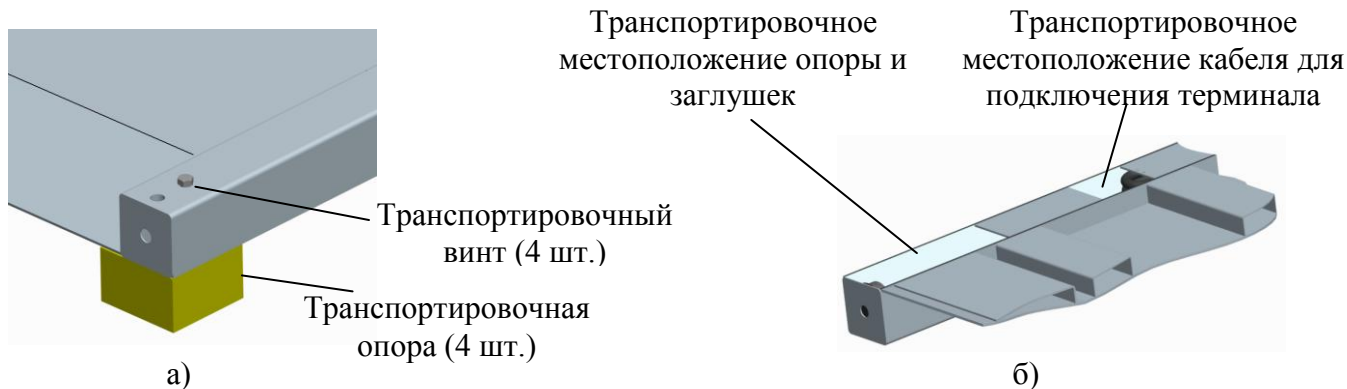 Транспортировочное
местоположение опоры и
заглушек
Транспортировочное
местоположение кабеля для
подключения терминала
Транспортировочный
винт (4 шт.)
Транспортировочная
опора (4 шт.)
а)
б)